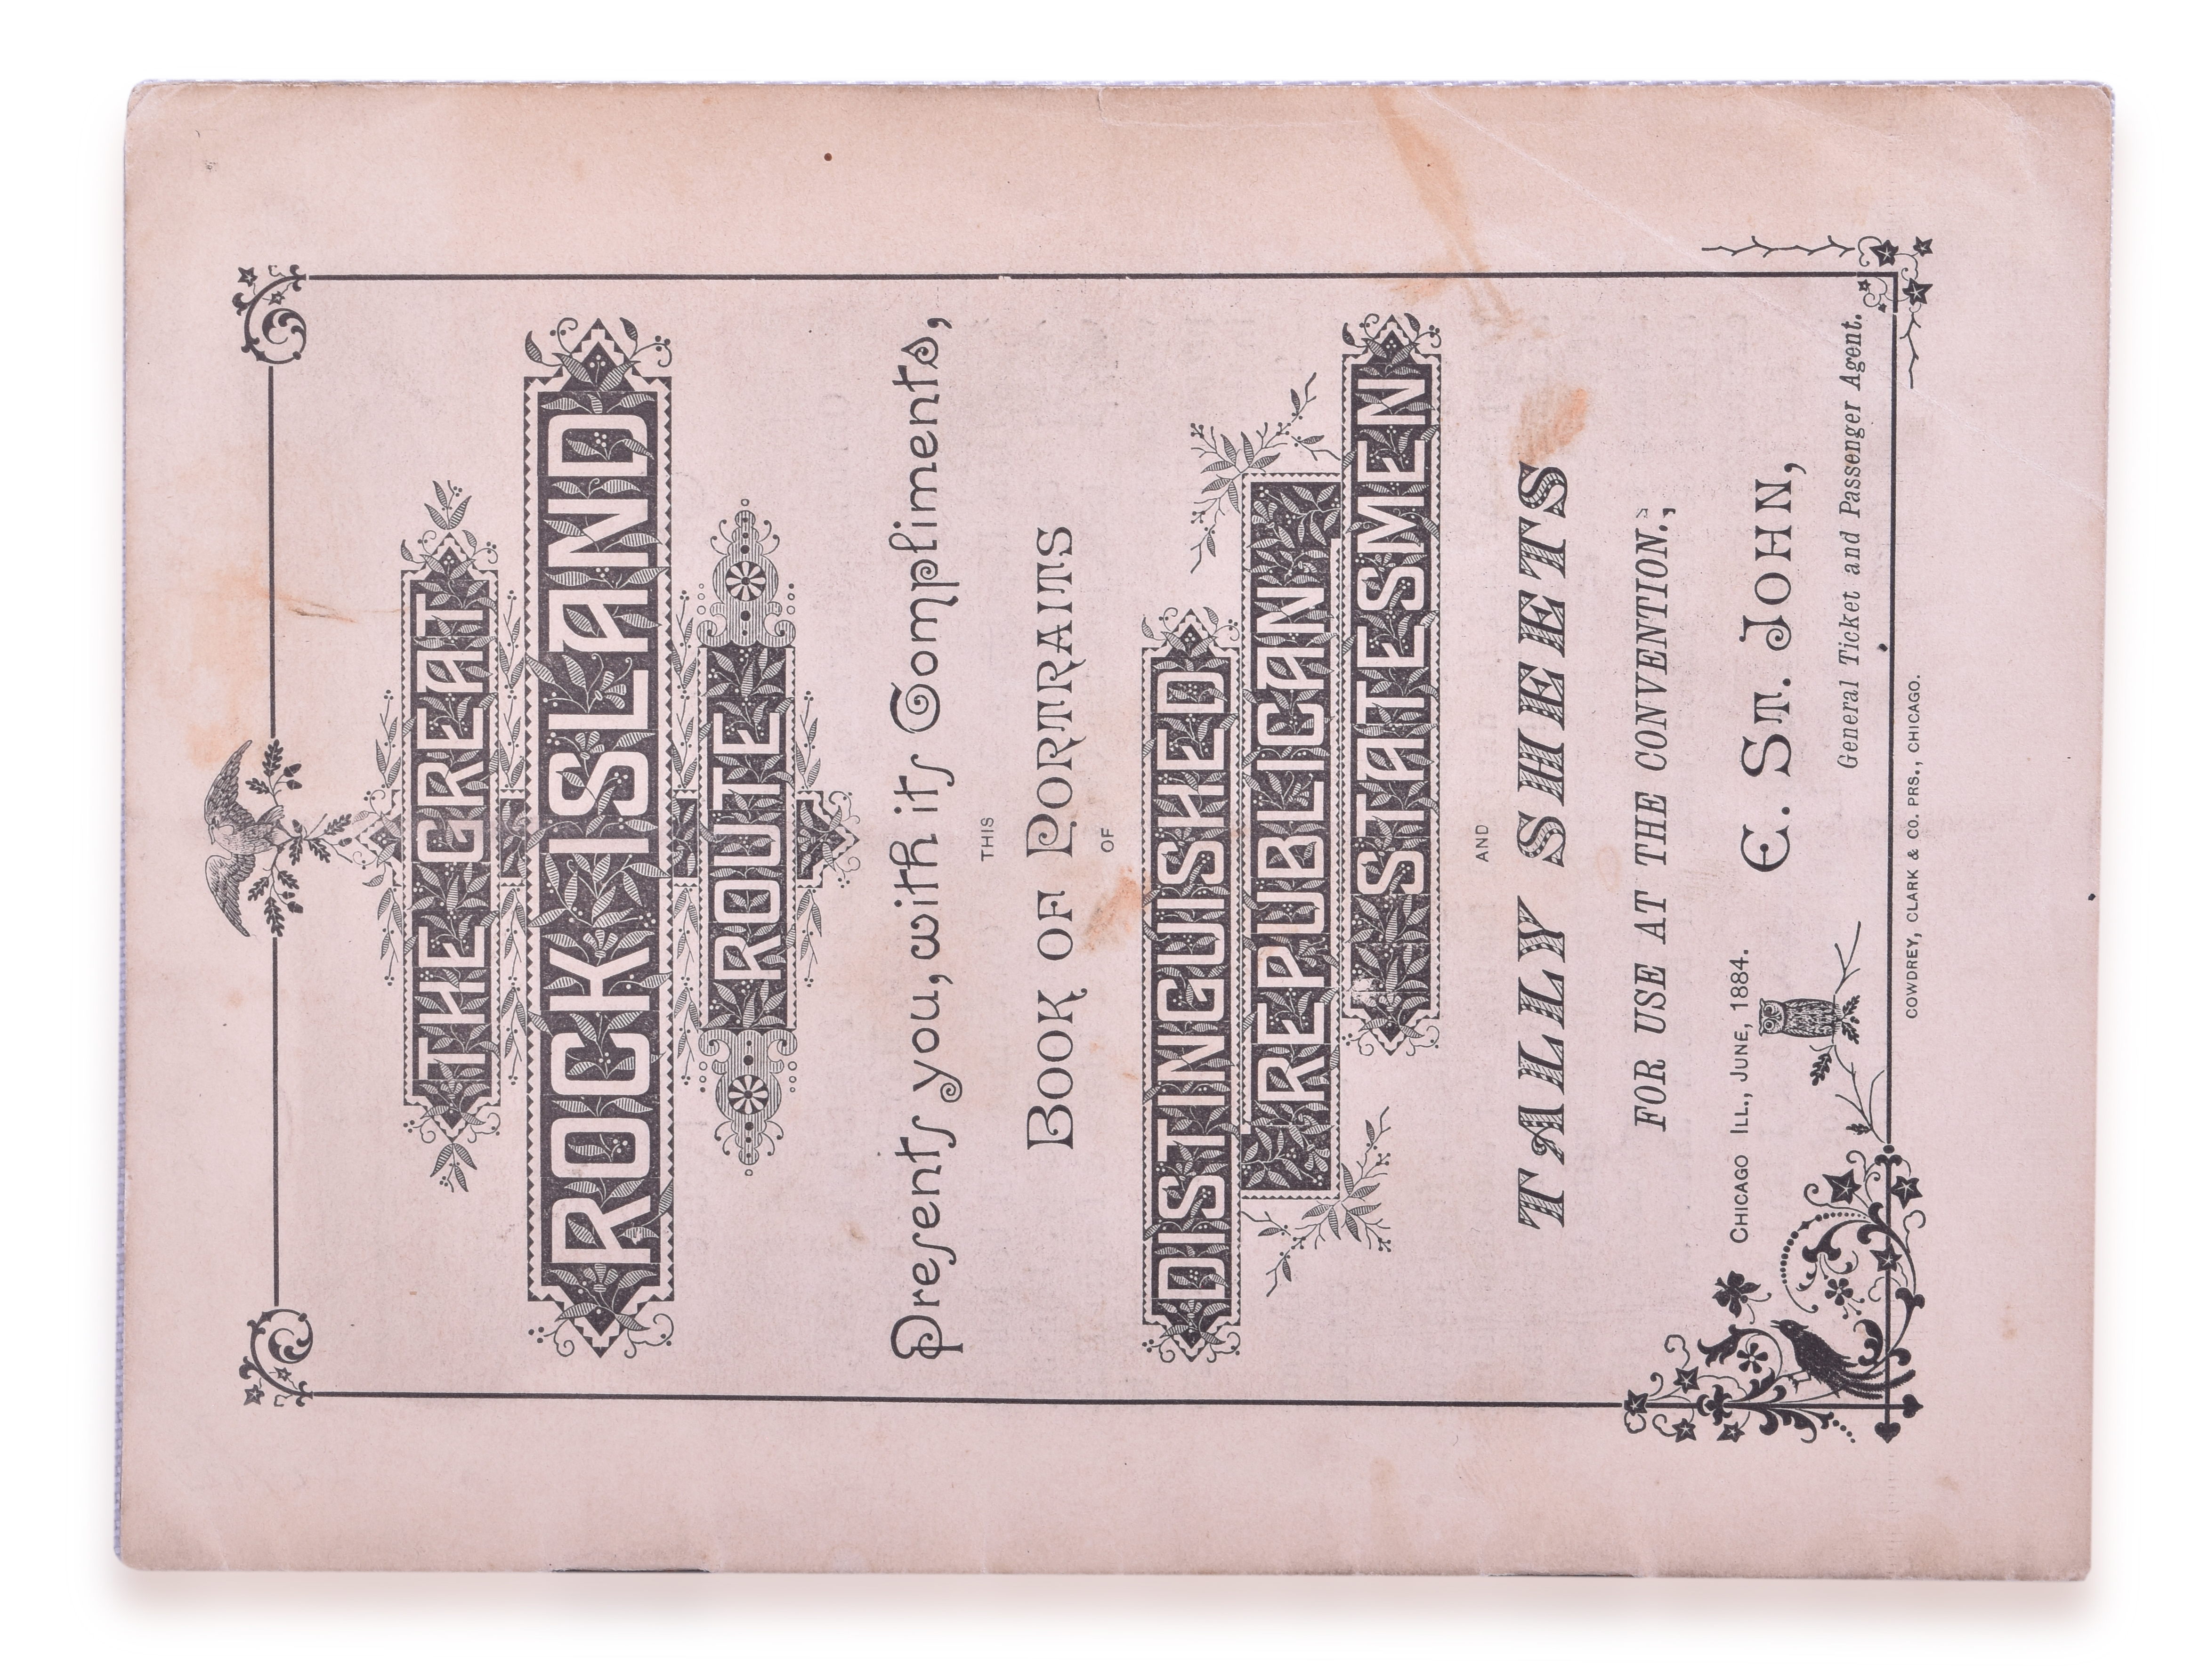 THE GREAT
ROCK ISLAND
ROUTE
Presents you, with its Compliments,
THIS
BOOK OF PORTRAITS
OF
DISTINGUISHED
REPUBLICAN
STATESMEN
AND
TALLY SHEETS
FOR USE AT THE CONVENTION.,
CHICAGO ILL., JUNE, 1884.
E. ST. JOHN,
General Ticket and Passenger Agent.
COWDREY, CLARK & CO. PRS., CHICAGO.